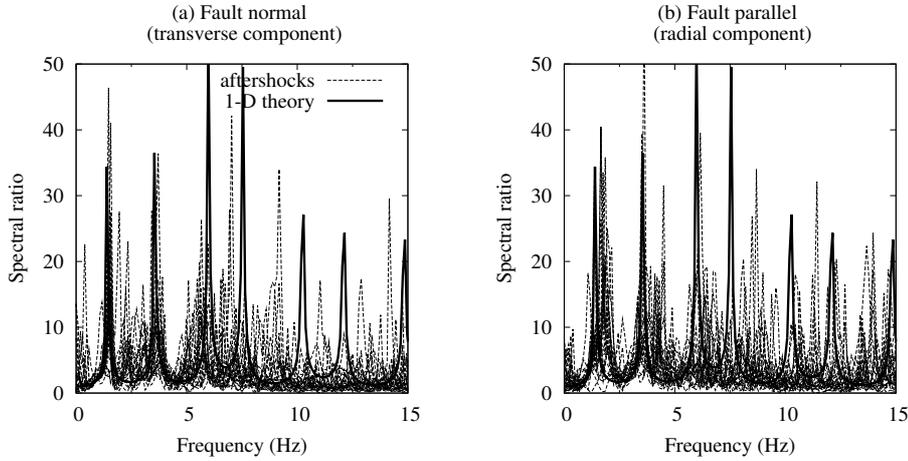 (a) Fault normal
(transverse component)
50
40
30
20
10
0
Spectral ratio
aftershocks
1-D theory
0 5 10 15
Frequency (Hz)
(b) Fault parallel
(radial component)
50
40
30
20
10
0
Spectral ratio
0 5 10 15
Frequency (Hz)